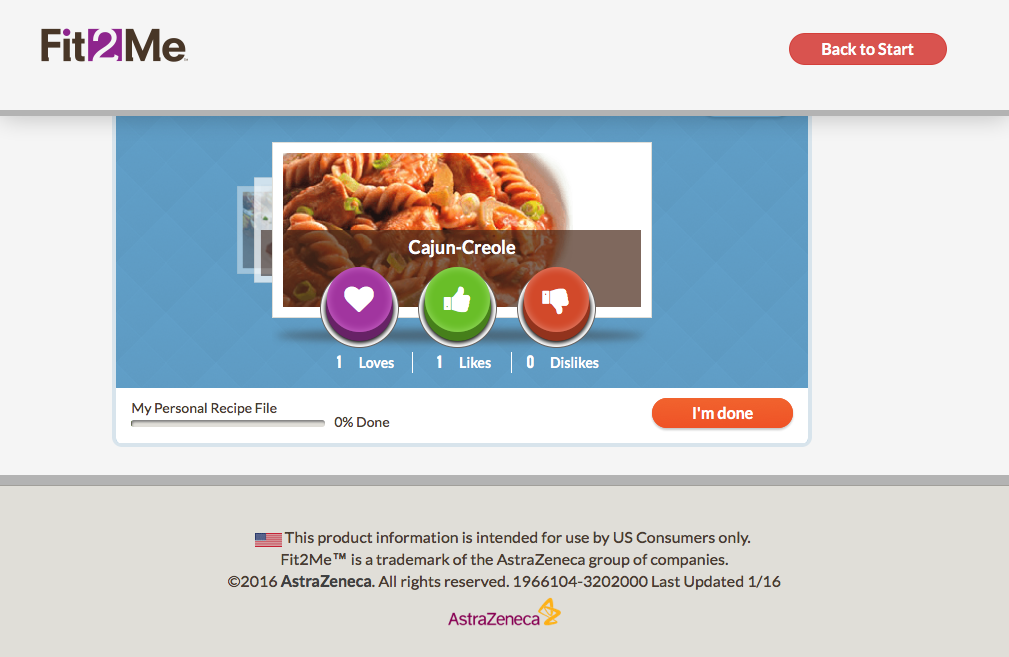 Fit2Me™
Back to Start
Cajun-Creole
1 Loves
1 Likes
0 Dislikes
My Personal Recipe File
0% Done
I'm done
This product information is intended for use by US Consumers only.
Fit2Me™ is a trademark of the AstraZeneca group of companies.
©2016 AstraZeneca. All rights reserved. 1966104-3202000 Last Updated 1/16
AstraZeneca